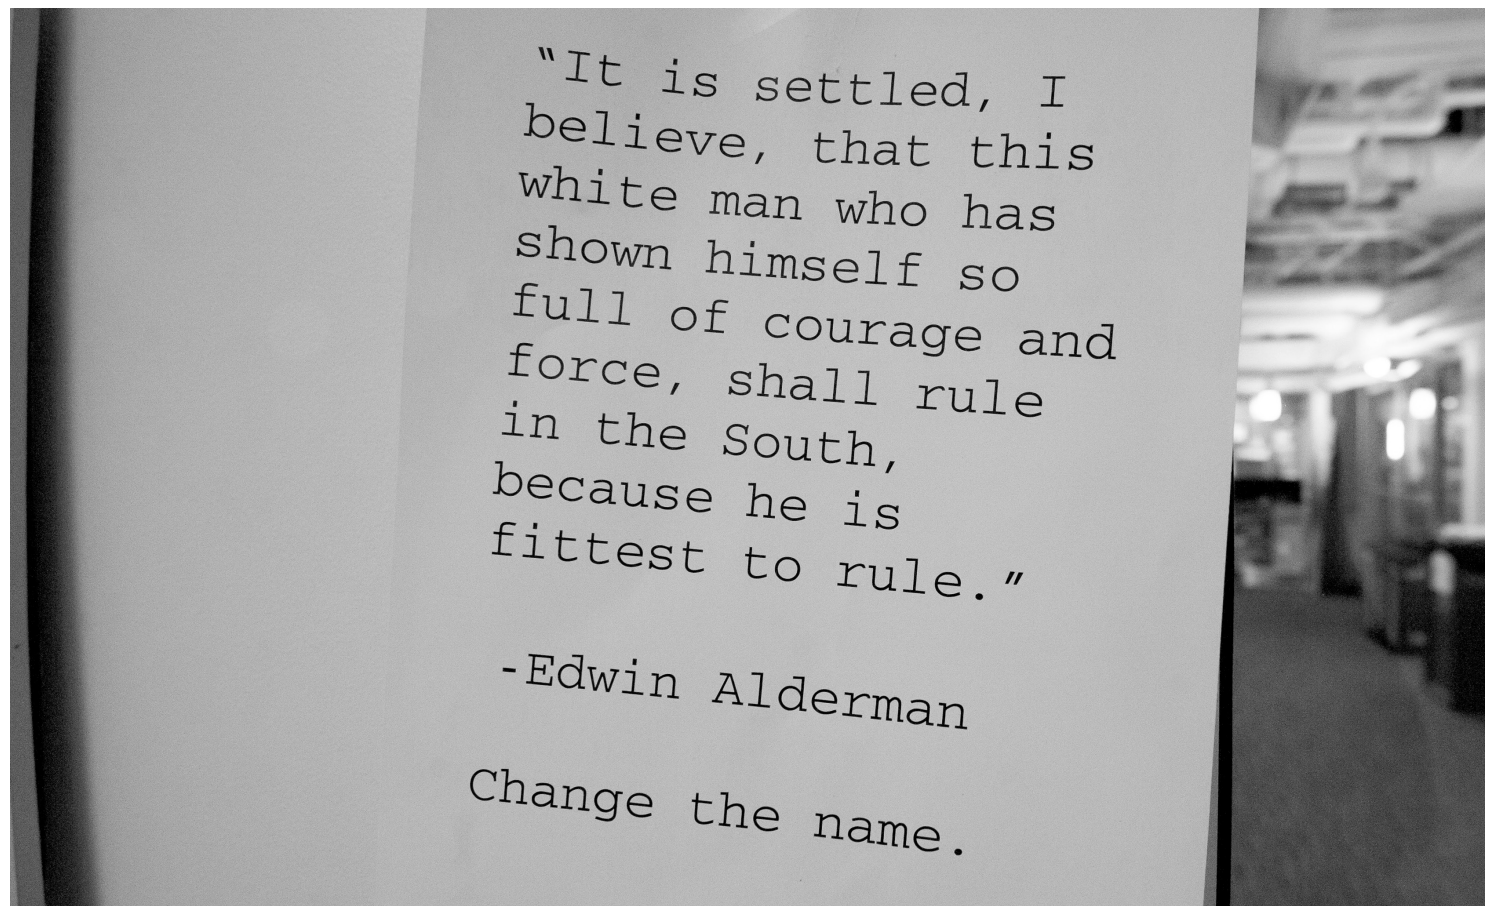 “It is settled, I
believe, that this
white man who has
shown himself so
full of courage and
force, shall rule
in the South,
because he is
fittest to rule.”
-Edwin Alderman
Change the name.